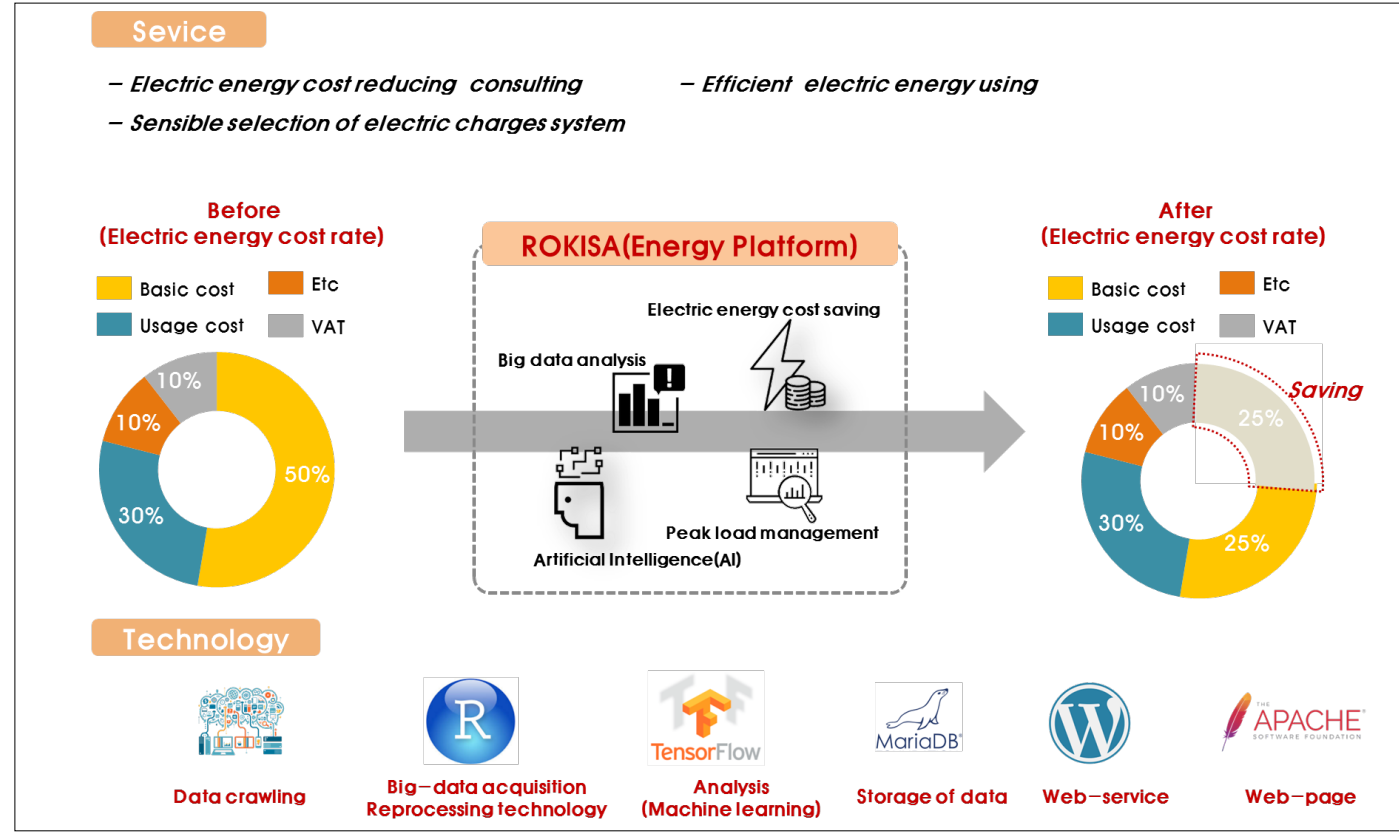 Sevice
– Electric energy cost reducing consulting
– Efficient electric energy using
– Sensible selection of electric charges system
Before
(Electric energy cost rate)
Basic cost
Etc
Usage cost
VAT
10%
10%
50%
30%
ROKISA(Energy Platform)
Electric energy cost saving
Big data analysis
Peak load management
Artificial Intelligence(AI)
After
(Electric energy cost rate)
Basic cost
Etc
Usage cost
VAT
Saving
10%
25%
10%
30%
25%
Technology
R
TensorFlow
MariaDB
W
THE
APACHE
SOFTWARE FOUNDATION
Data crawling
Big–data acquisition
Reprocessing technology
Analysis
(Machine learning)
Storage of data
Web–service
Web–page